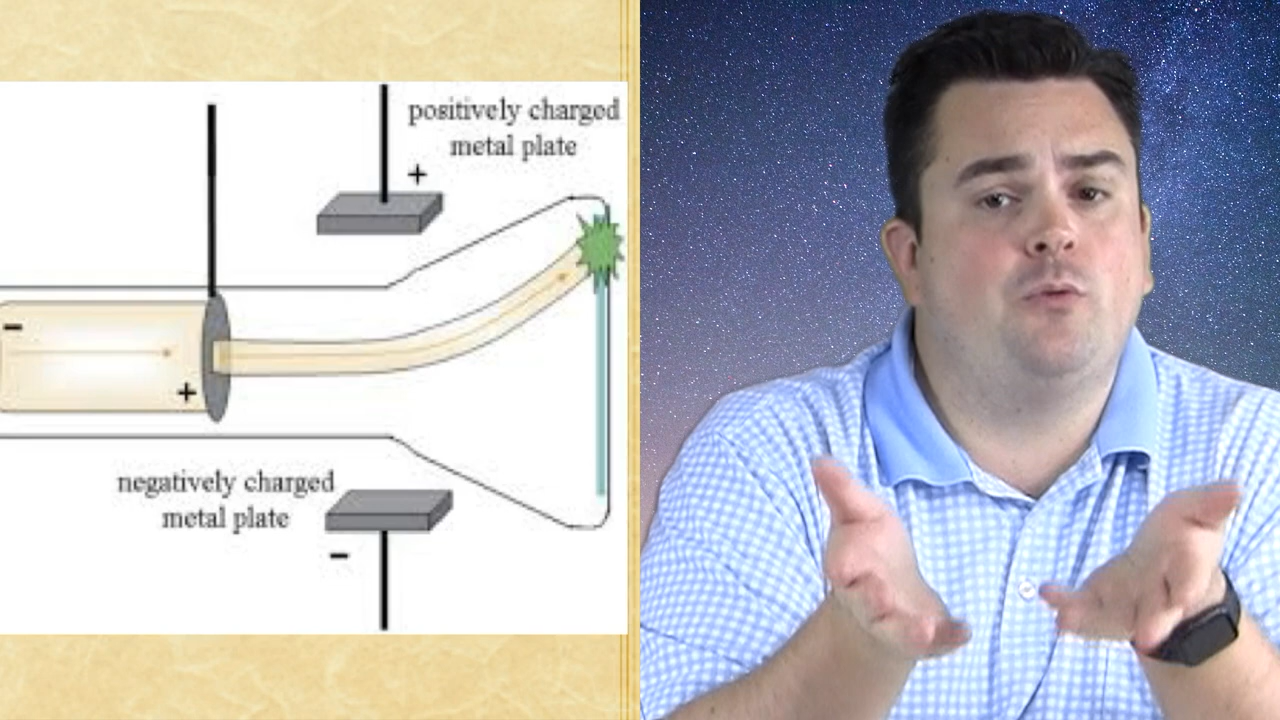 positively charged
metal plate
+
-
+
negatively charged
metal plate
-